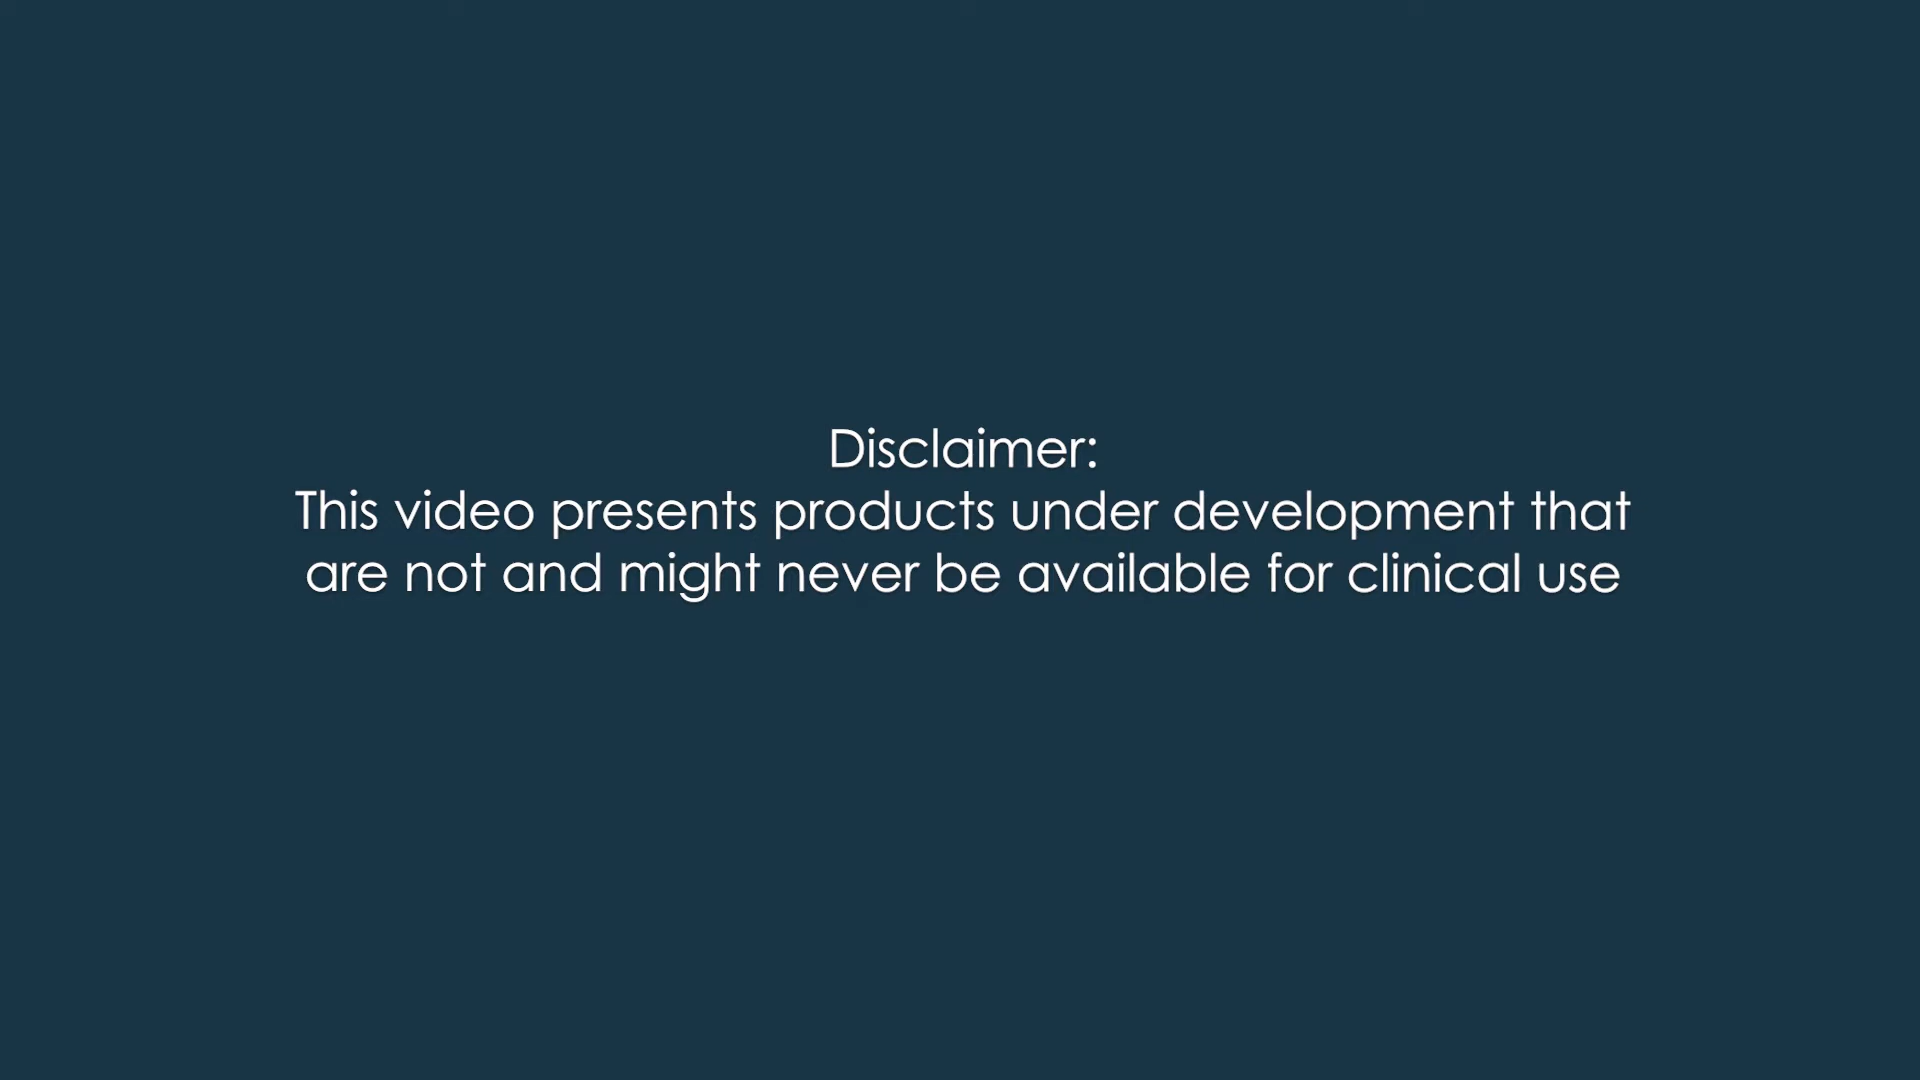 Disclaimer:
This video presents products under development that
are not and might never be available for clinical use